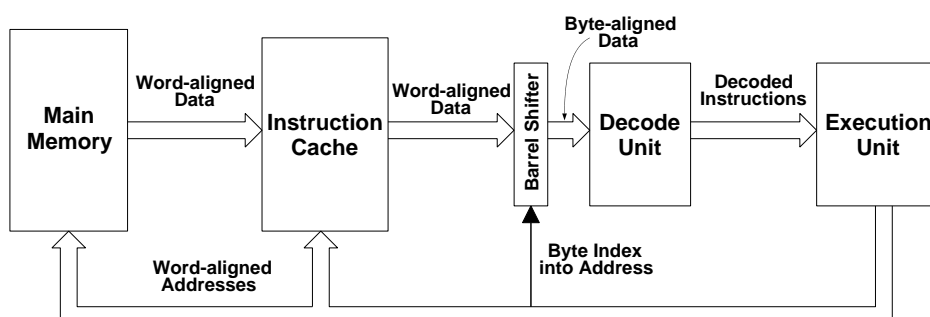 Main
Memory
Word-aligned
Data
Instruction
Cache
Word-aligned
Data
Barrel Shifter
Byte-aligned
Data
Decode
Unit
Decoded
Instructions
Execution
Unit
Word-aligned
Addresses
Byte Index
into Address